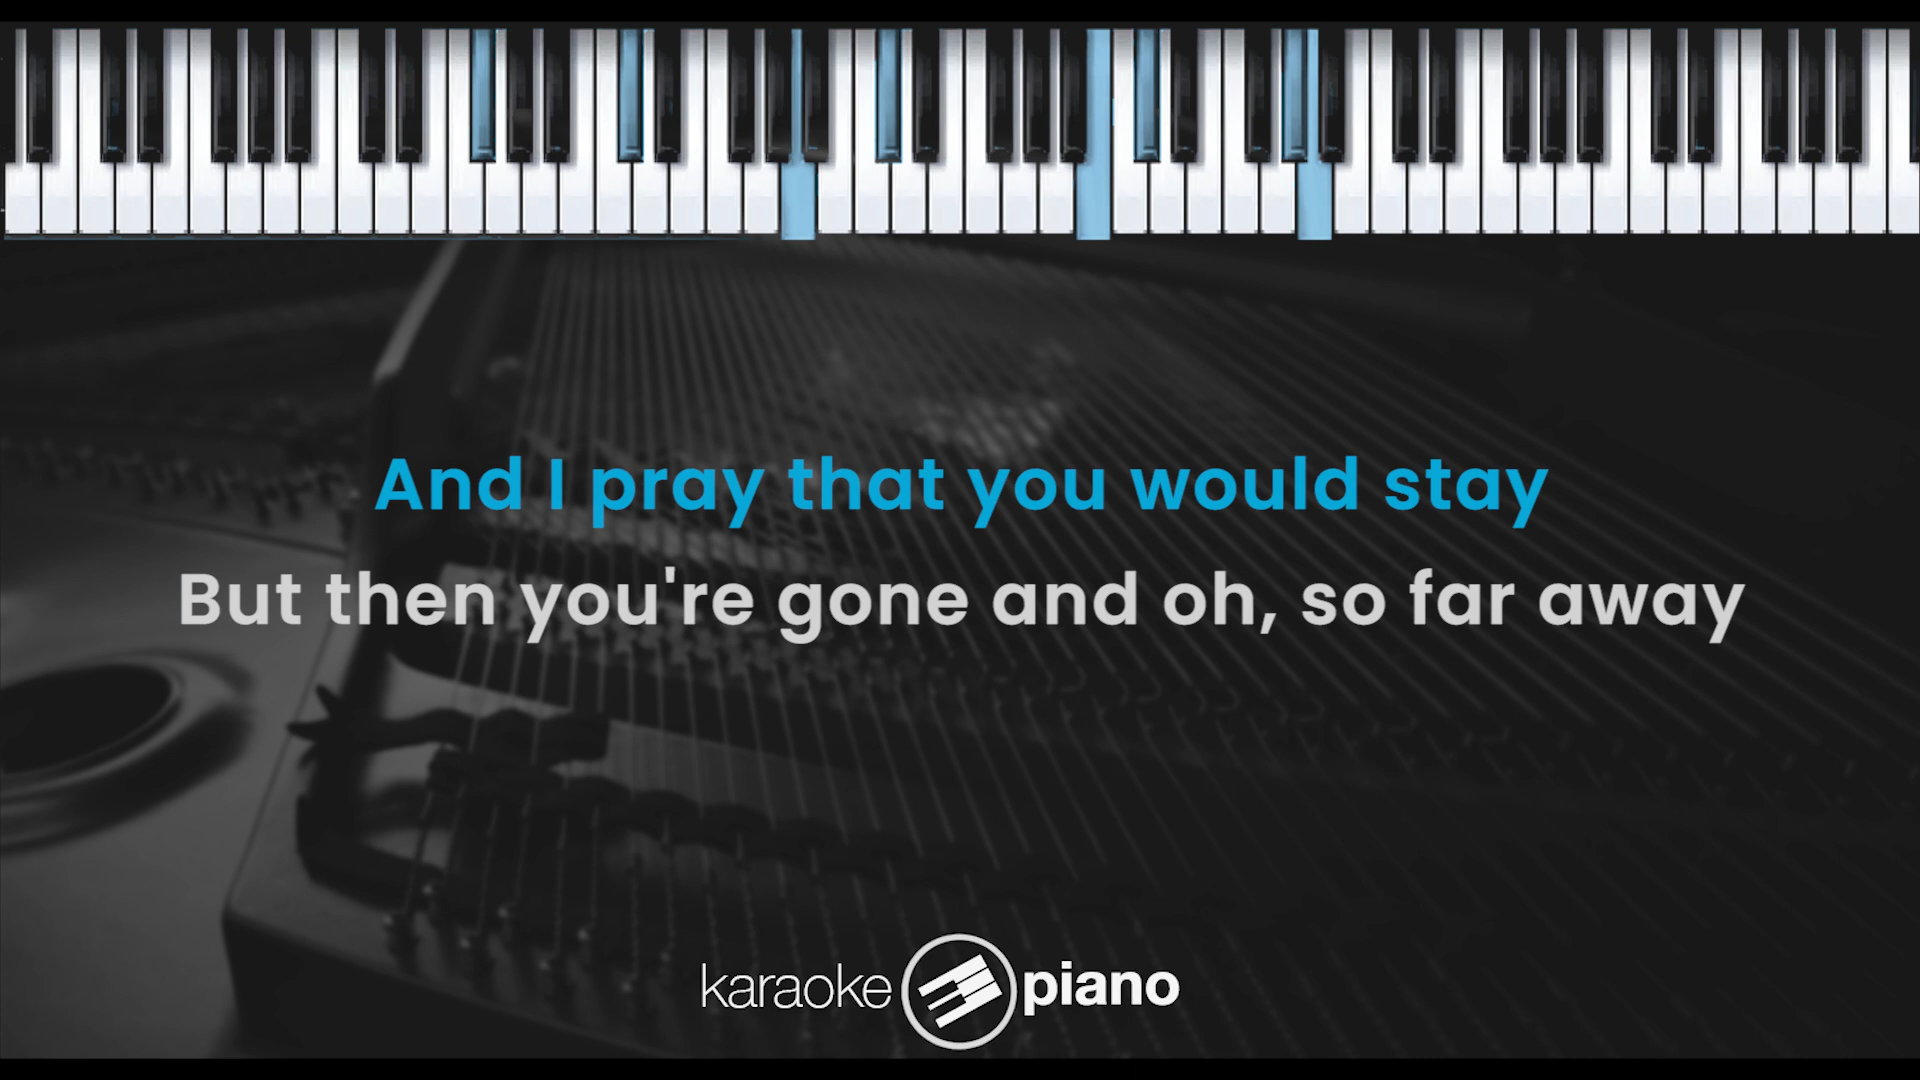 And I pray that you would stay
But then you're gone and oh, so far away
karaoke piano